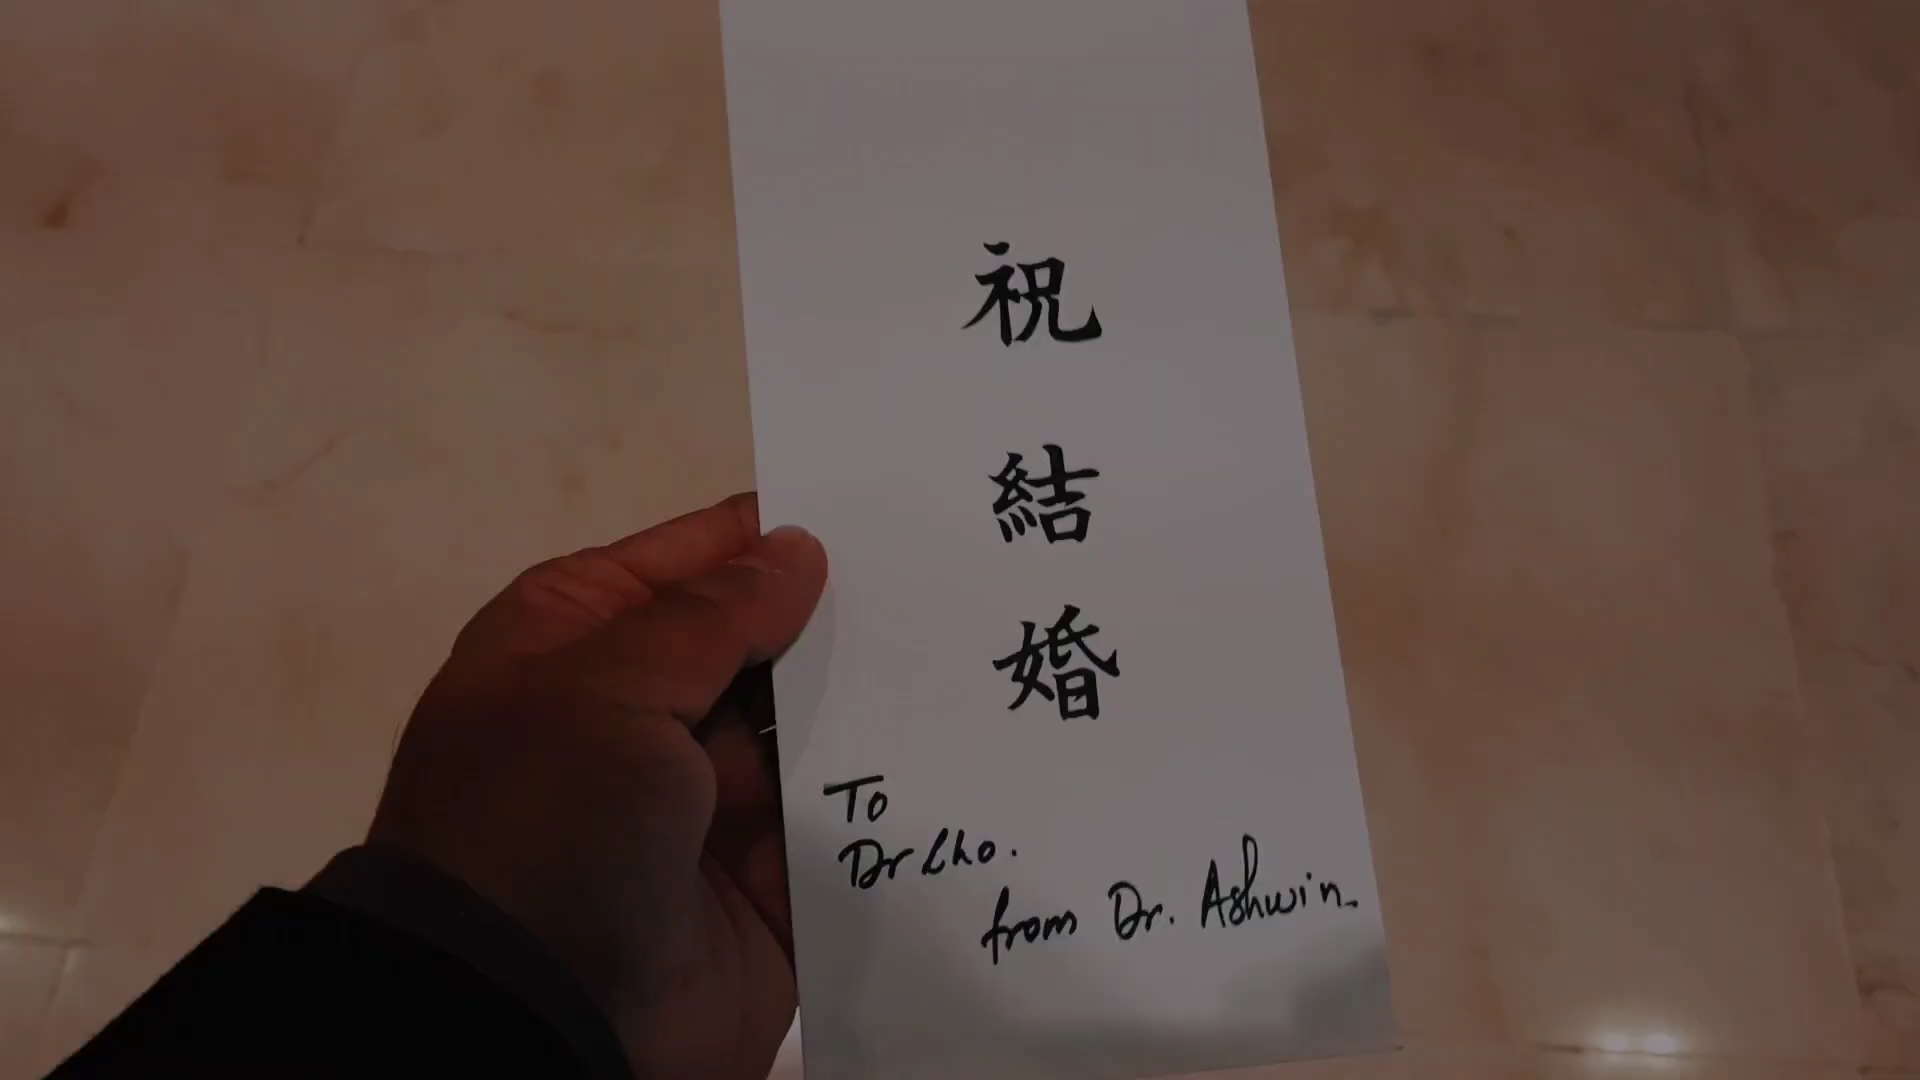 祝結婚
To
Dr Cho.
from Dr. Ashwin.